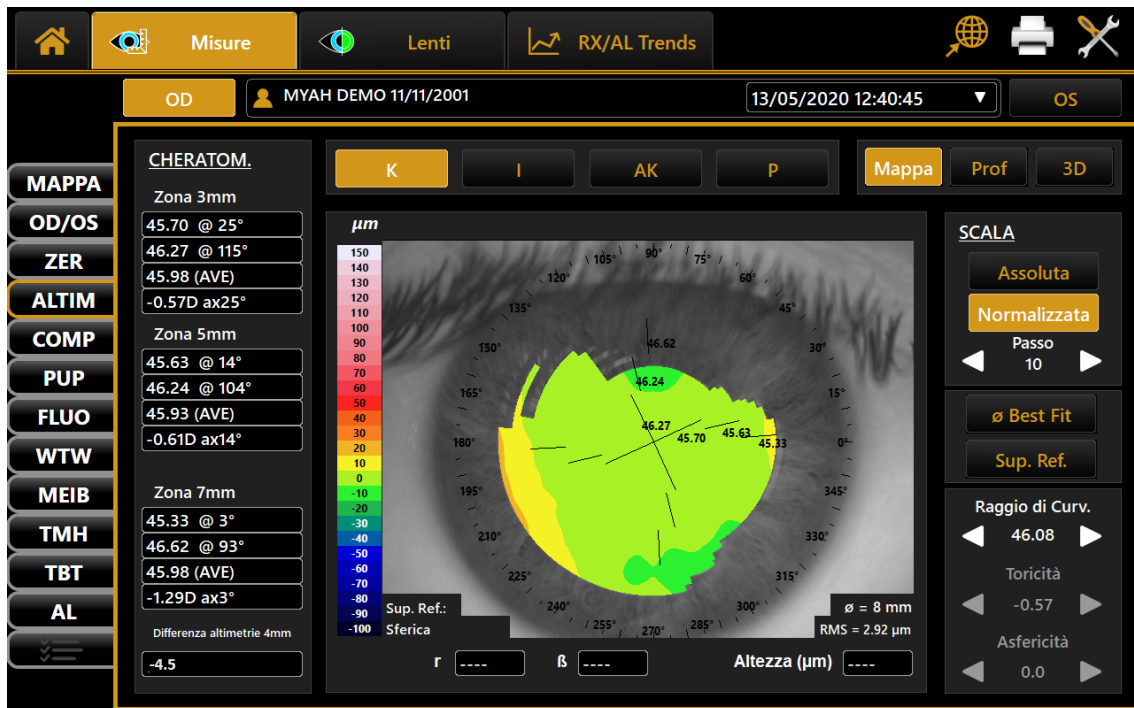 Misure
Lenti
RX/AL Trends
OD
MYAH DEMO 11/11/2001
13/05/2020 12:40:45
▼
OS
MAPPA
OD/OS
ZER
ALTIM
COMP
PUP
FLUO
WTW
MEIB
TMH
TBT
AL
CHERATOM.
Zona 3mm
45.70 @ 25°
46.27 @ 115°
45.98 (AVE)
-0.57D ax25°
Zona 5mm
45.63 @ 14°
46.24 @ 104°
45.93 (AVE)
-0.61D ax14°
Zona 7mm
45.33 @ 3°
46.62 @ 93°
45.98 (AVE)
-1.29D ax3°
Differenza altimetrie 4mm
-4.5
K
I
AK
P
Mappa
Prof
3D
µm
150
140
130
120
110
100
90
80
70
60
50
40
30
20
10
0
-10
-20
-30
-40
-50
-60
-70
-80
-90
-100
105°
90°
75°
120°
60°
135°
45°
150°
46.62
30°
165°
46.24
15°
180°
46.27
45.70
45.63
45.33
0°
195°
345°
210°
330°
225°
315°
240°
300°
255°
270°
285°
Sup. Ref.:
Sferica
ø = 8 mm
RMS = 2.92 µm
r ----
ß ----
Altezza (µm) ----
SCALA
Assoluta
Normalizzata
Passo
10
ø Best Fit
Sup. Ref.
Raggio di Curv.
46.08
Toricità
-0.57
Asfericità
0.0